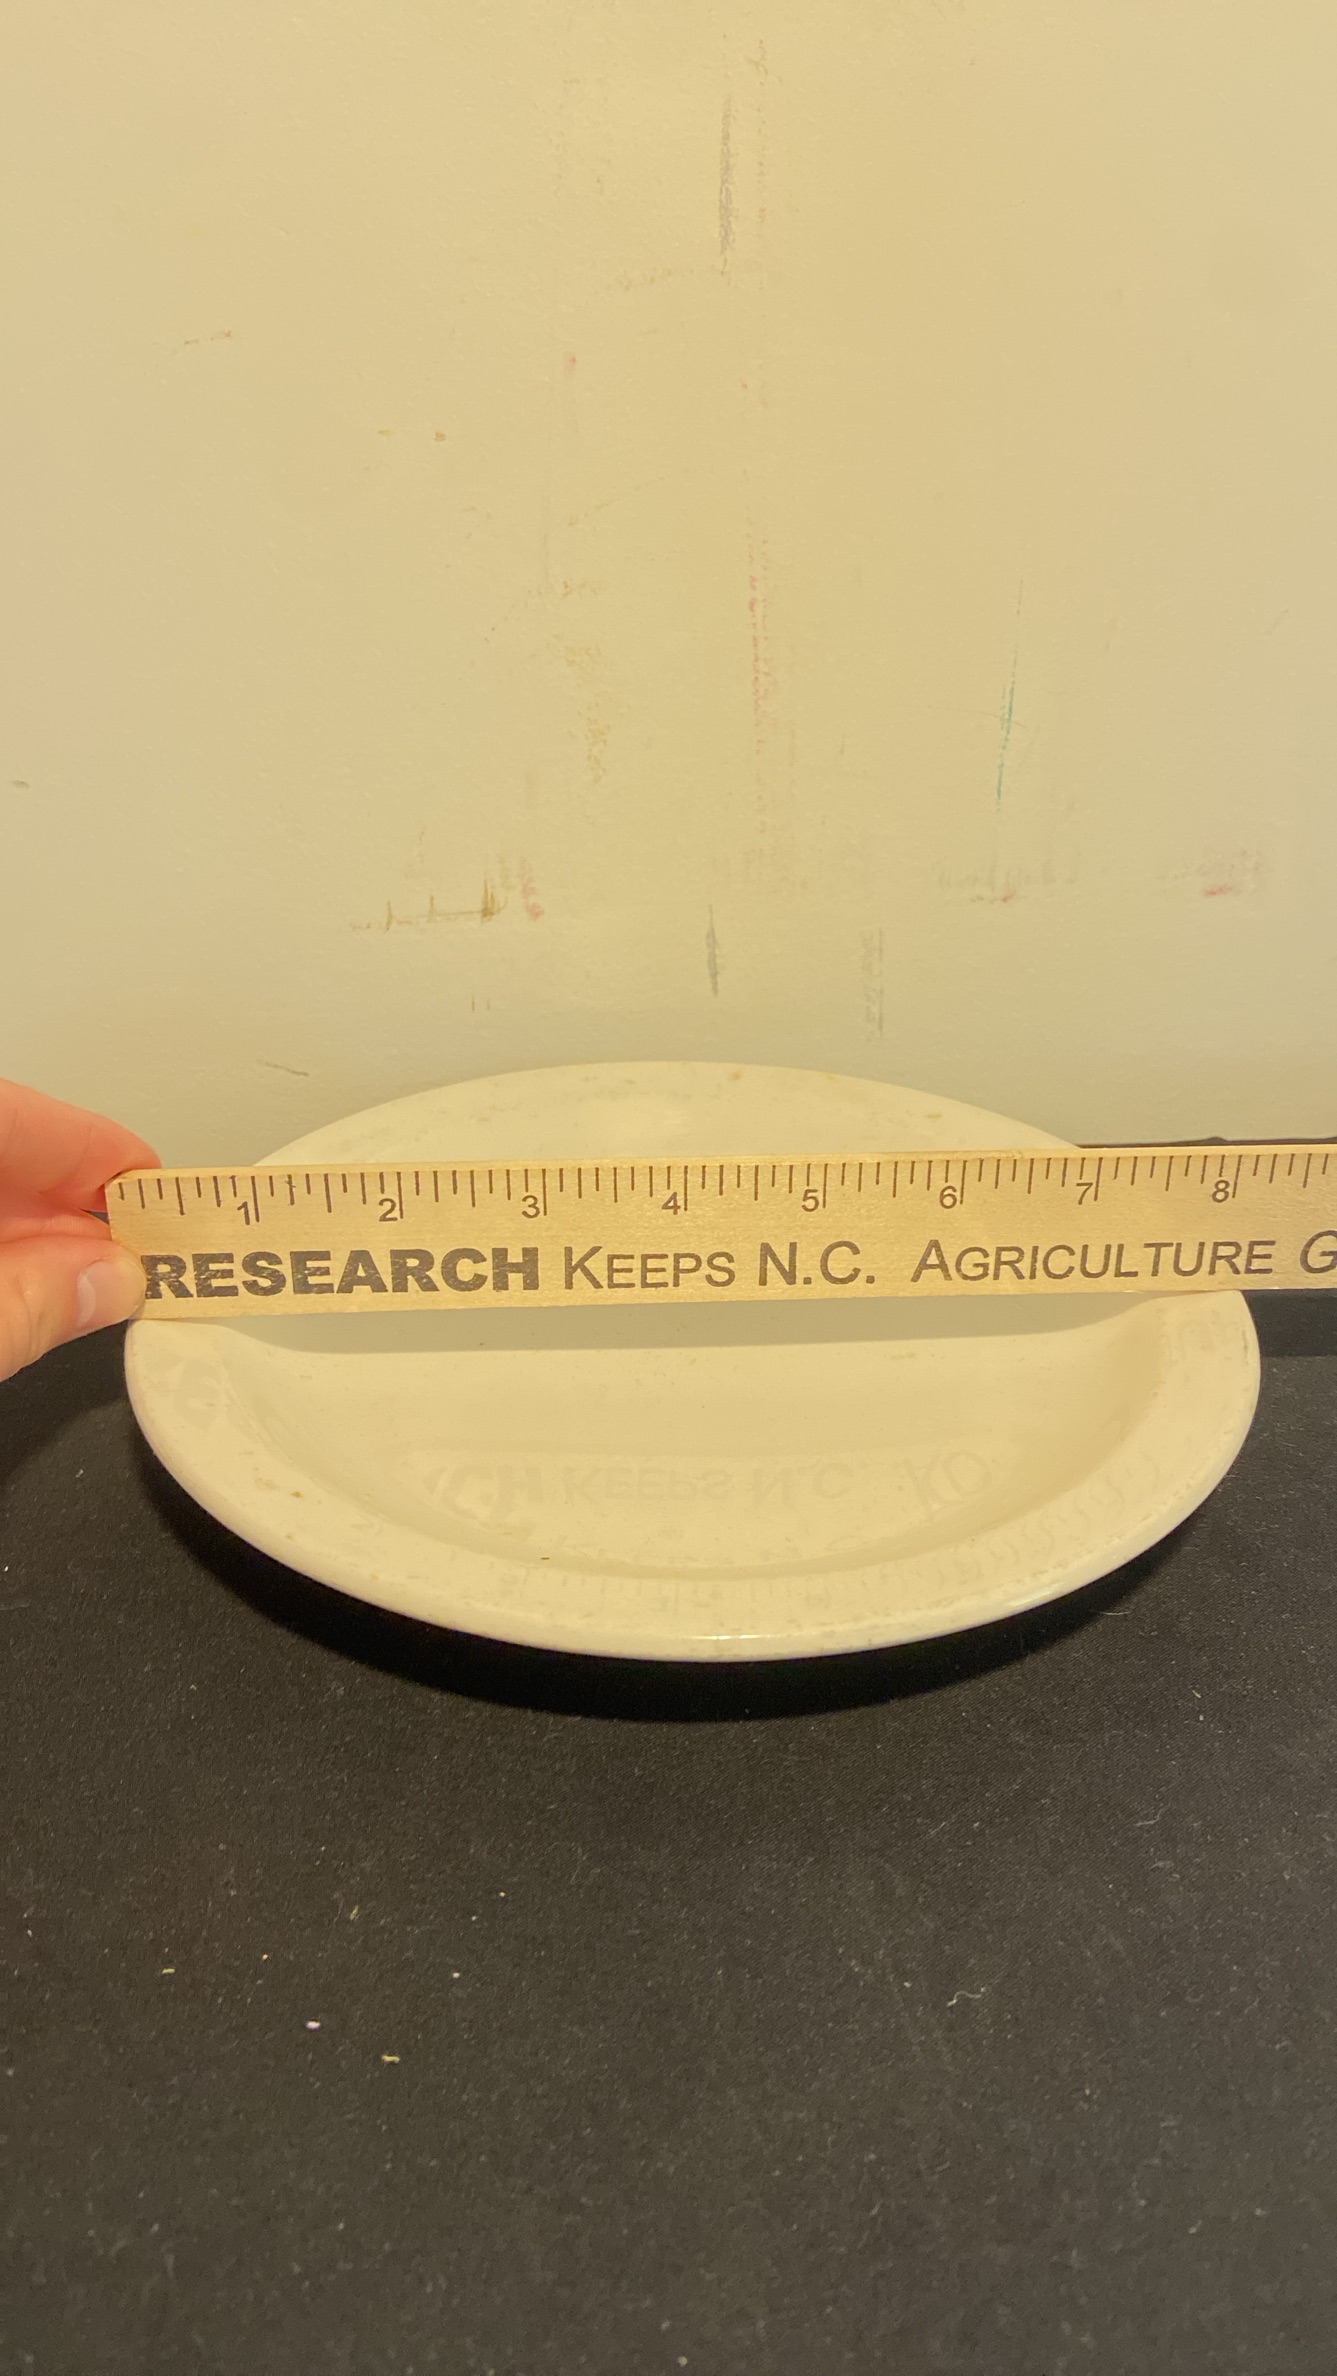 1 2 3 4 5 6 7 8
RESEARCH KEEPS N.C. AGRICULTURE G